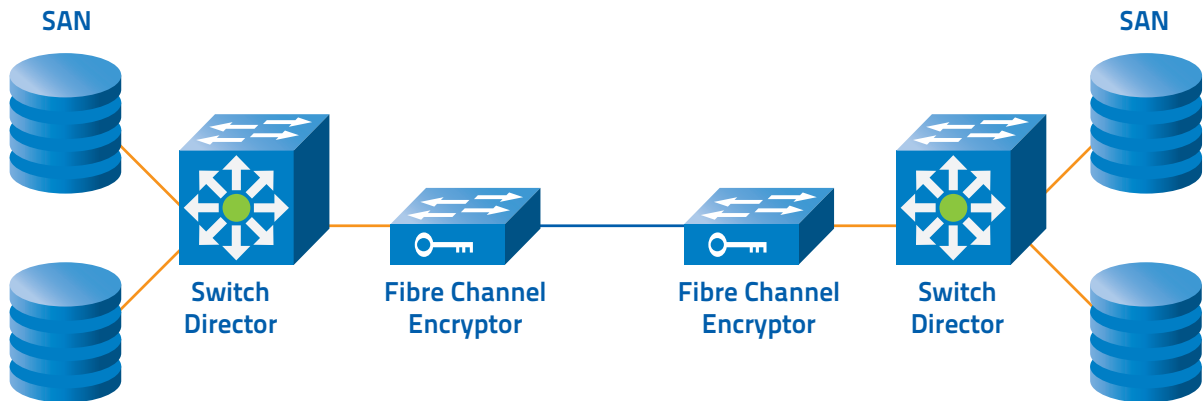 SAN
SAN
Switch
Director
Fibre Channel
Encryptor
Fibre Channel
Encryptor
Switch
Director